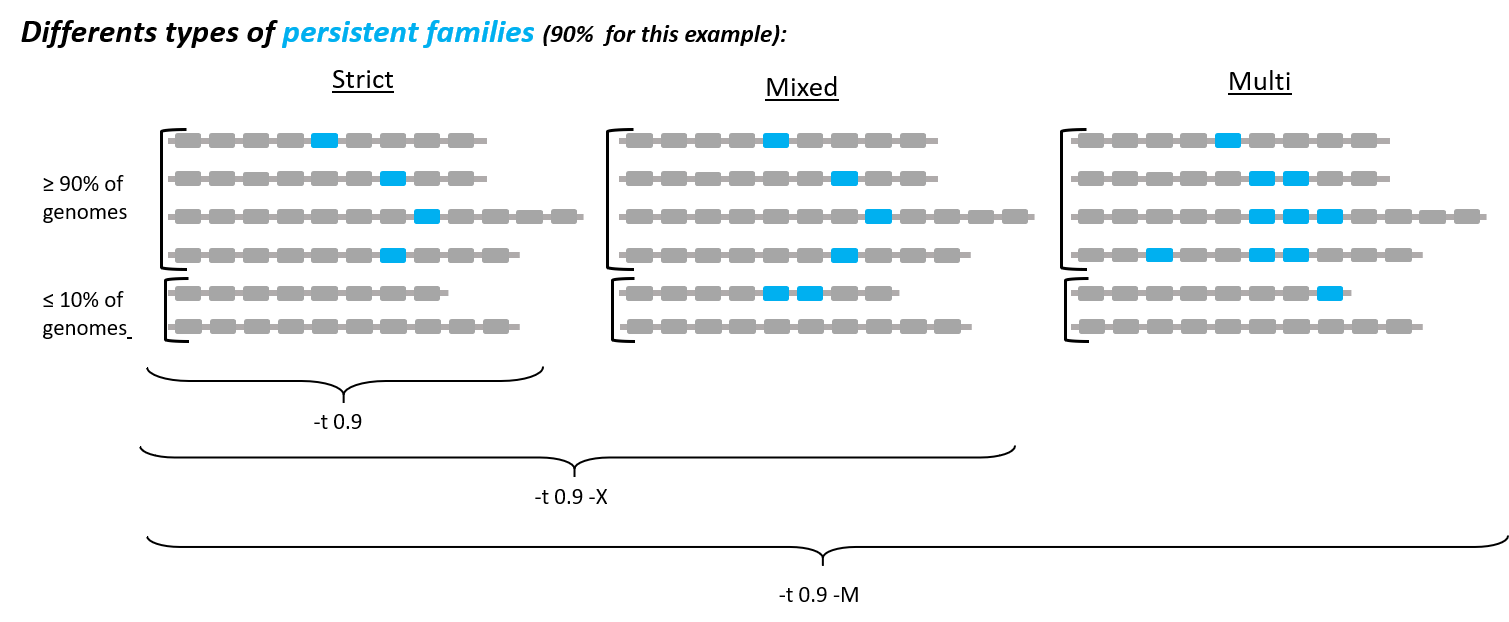 Differents types of persistent families (90% for this example):
Strict
Mixed
Multi
≥ 90% of
genomes
≤ 10% of
genomes
-t 0.9
-t 0.9 -X
-t 0.9 -M